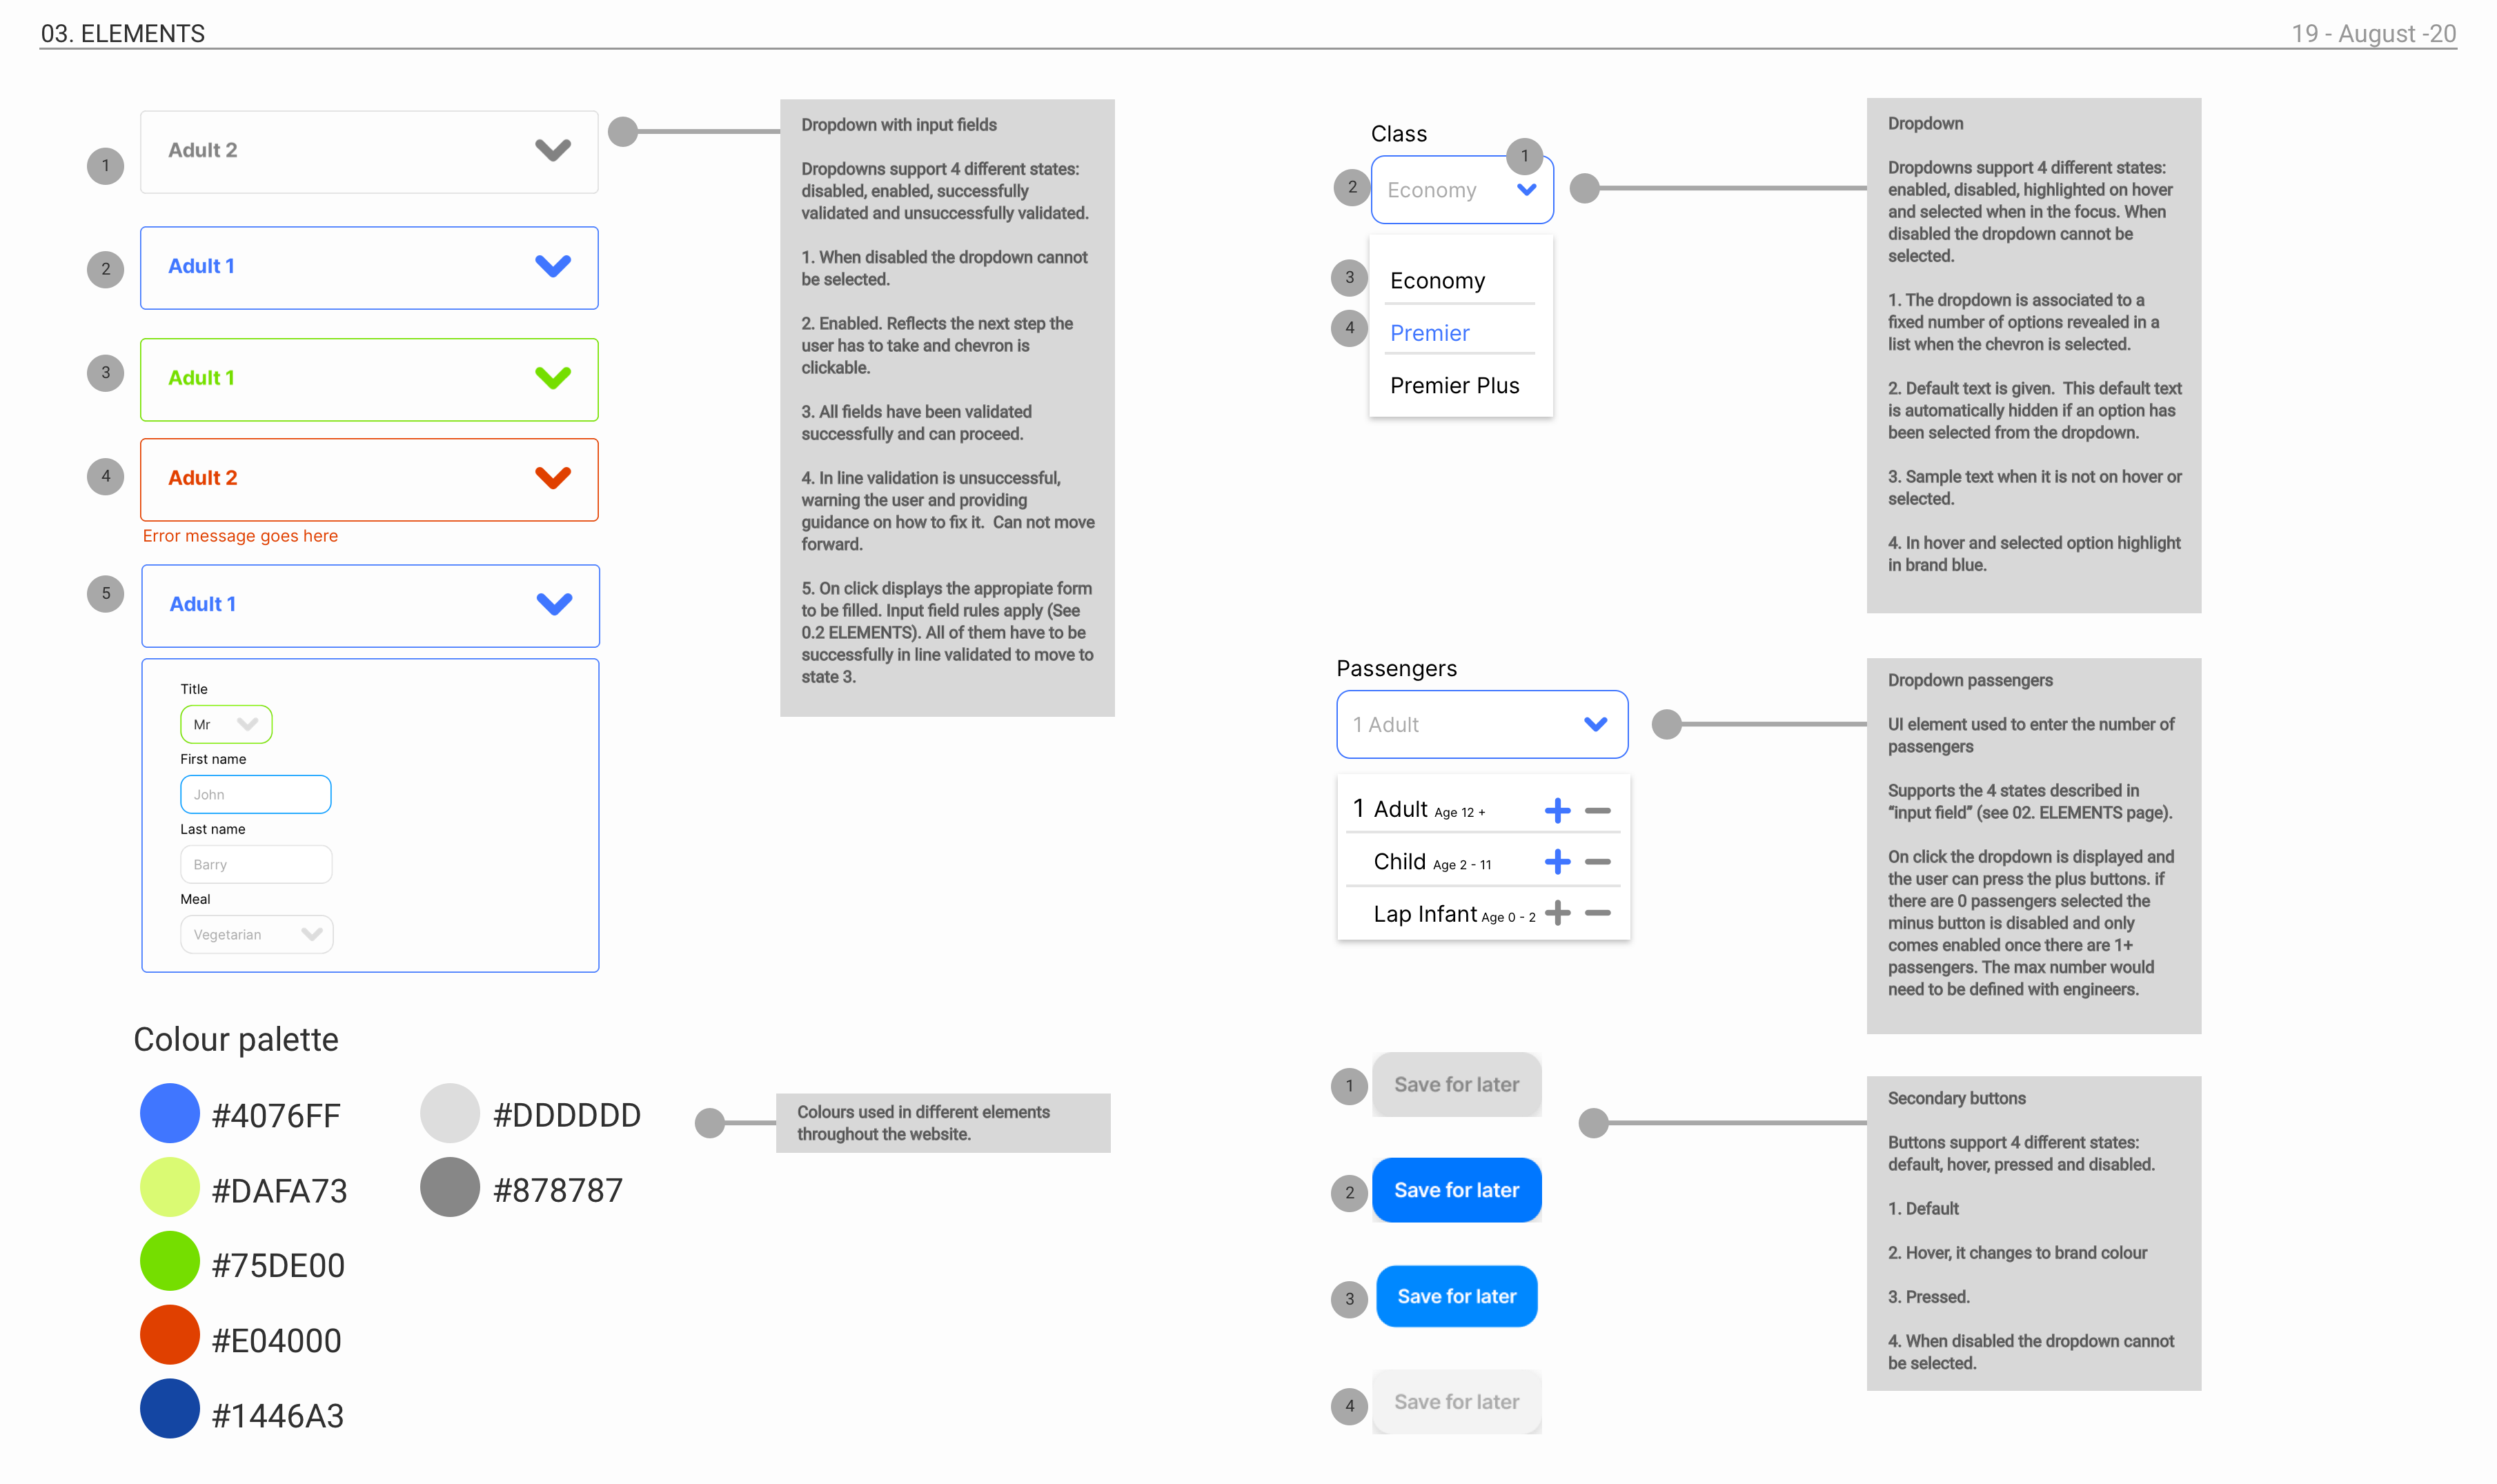 03. ELEMENTS
19 - August -20
1
Adult 2
2
Adult 1
3
Adult 1
4
Adult 2
Error message goes here
5
Adult 1
Title
Mr
First name
John
Last name
Barry
Meal
Vegetarian
Dropdown with input fields
Dropdowns support 4 different states:
disabled, enabled, successfully
validated and unsuccessfully validated.
1. When disabled the dropdown cannot
be selected.
2. Enabled. Reflects the next step the
user has to take and chevron is
clickable.
3. All fields have been validated
successfully and can proceed.
4. In line validation is unsuccessful,
warning the user and providing
guidance on how to fix it.  Can not move
forward.
5. On click displays the appropiate form
to be filled. Input field rules apply (See
0.2 ELEMENTS). All of them have to be
successfully in line validated to move to
state 3.
Colour palette
#4076FF
#DAFA73
#75DE00
#E04000
#1446A3
#DDDDDD
#878787
Colours used in different elements
throughout the website.
Class
1
2
Economy
3
Economy
4
Premier
Premier Plus
Dropdown
Dropdowns support 4 different states:
enabled, disabled, highlighted on hover
and selected when in the focus. When
disabled the dropdown cannot be
selected.
1. The dropdown is associated to a
fixed number of options revealed in a
list when the chevron is selected.
2. Default text is given.  This default text
is automatically hidden if an option has
been selected from the dropdown.
3. Sample text when it is not on hover or
selected.
4. In hover and selected option highlight
in brand blue.
Passengers
1 Adult
1 Adult Age 12 +
Child Age 2 - 11
Lap Infant Age 0 - 2
Dropdown passengers
UI element used to enter the number of
passengers
Supports the 4 states described in
“input field” (see 02. ELEMENTS page).
On click the dropdown is displayed and
the user can press the plus buttons. if
there are 0 passengers selected the
minus button is disabled and only
comes enabled once there are 1+
passengers. The max number would
need to be defined with engineers.
1
Save for later
2
Save for later
3
Save for later
4
Save for later
Secondary buttons
Buttons support 4 different states:
default, hover, pressed and disabled.
1. Default
2. Hover, it changes to brand colour
3. Pressed.
4. When disabled the dropdown cannot
be selected.